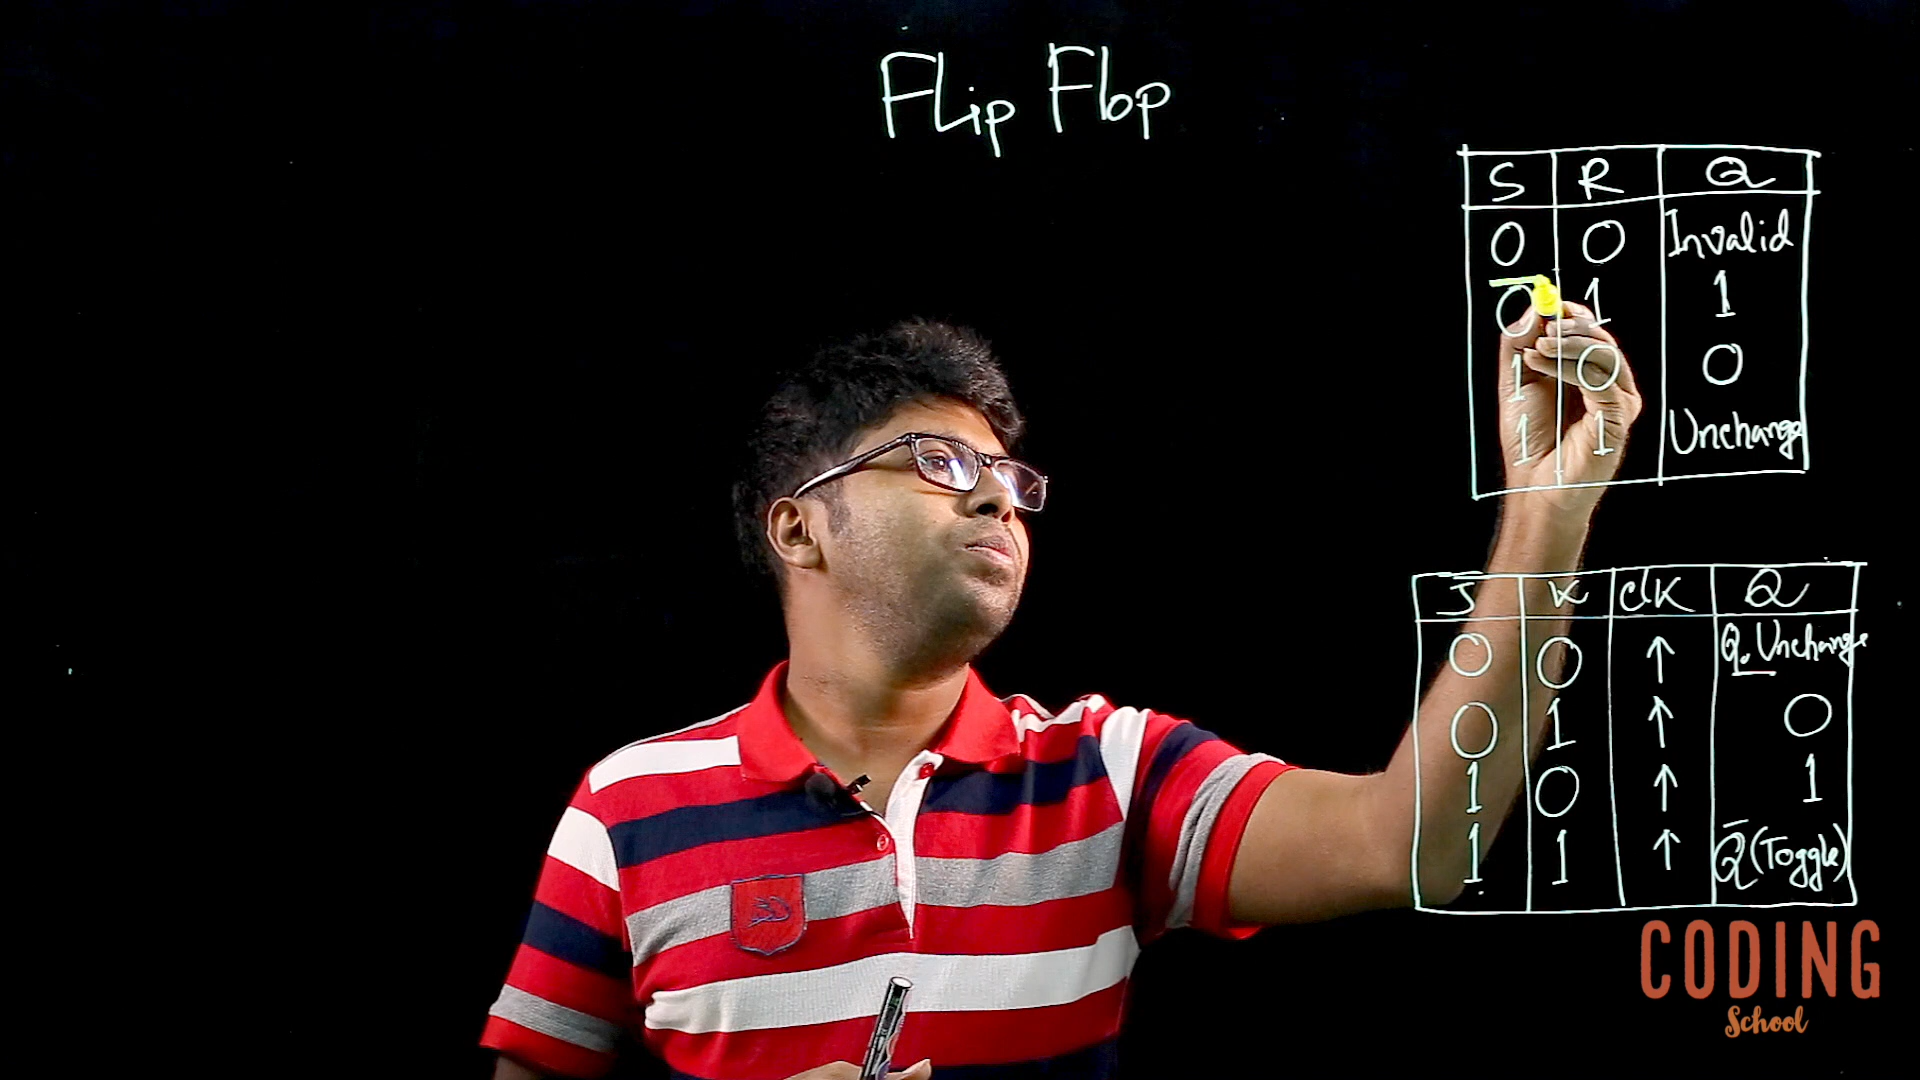 Flip Flop
S R Q
0 0 Invalid
0 1 1
1 0 0
1 1 Unchange
J K clK Q
0 0 ↑ Q. Unchange
0 1 ↑ 0
1 0 ↑ 1
1 1 ↑ Q̅ (Toggle)
CODING
School